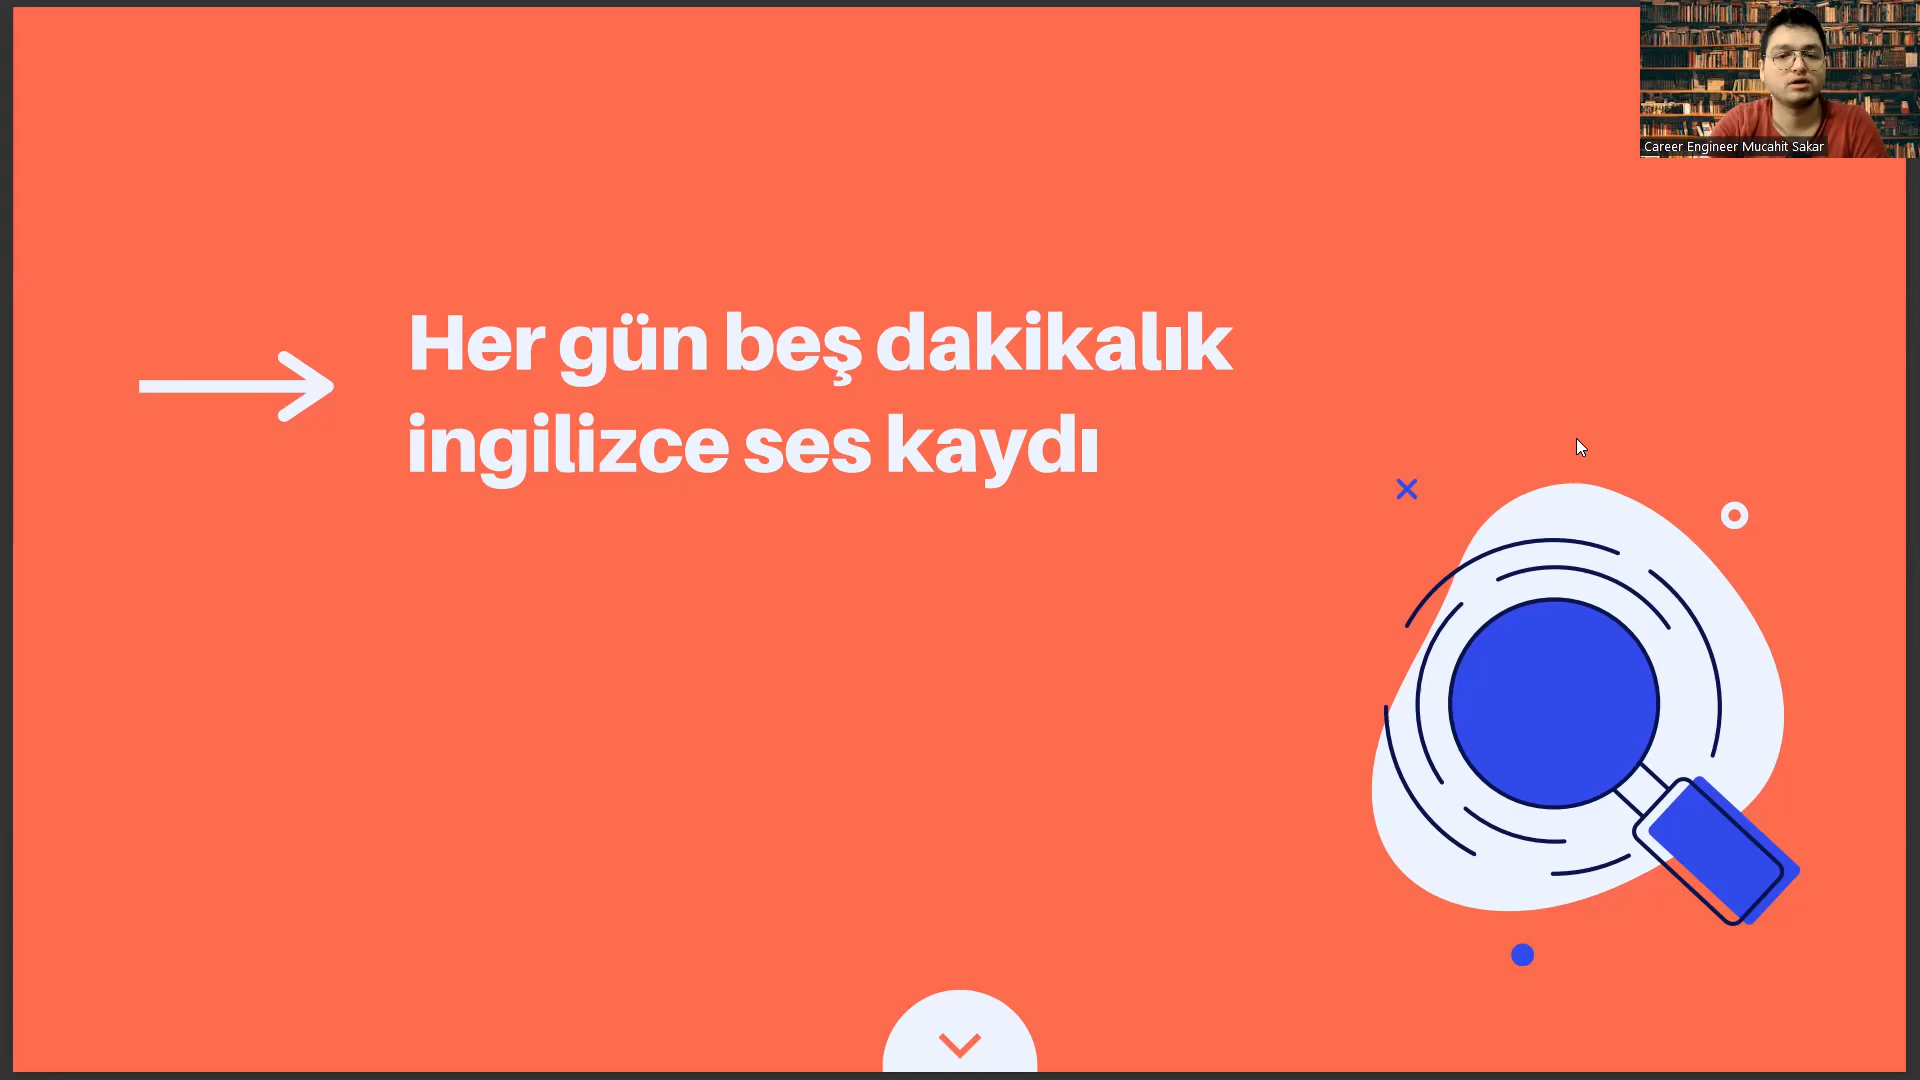 Career Engineer Mucahit Sakar
Her gün beş dakikalık
ingilizce ses kaydı